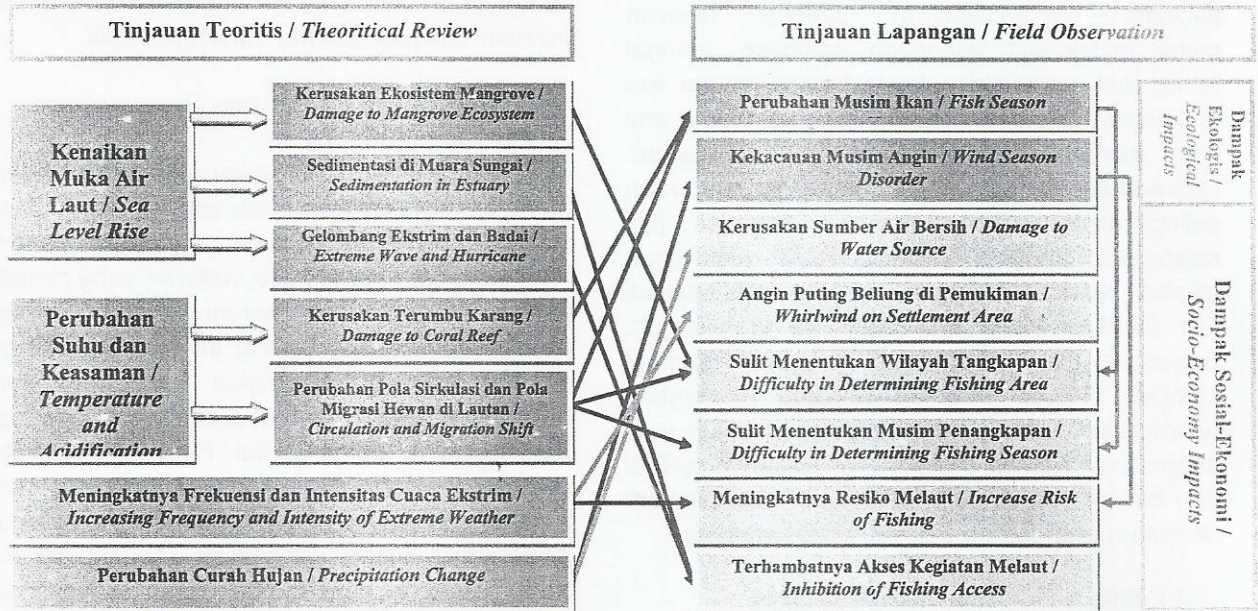 Tinjauan Teoritis / Theoritical Review
Kenaikan
Muka Air
Laut / Sea
Level Rise
Kerusakan Ekosistem Mangrove /
Damage to Mangrove Ecosystem
Sedimentasi di Muara Sungai /
Sedimentation in Estuary
Gelombang Ekstrim dan Badai /
Extreme Wave and Hurricane
Perubahan
Suhu dan
Keasaman /
Temperature
and
Acidification
Kerusakan Terumbu Karang /
Damage to Coral Reef
Perubahan Pola Sirkulasi dan Pola
Migrasi Hewan di Lautan /
Circulation and Migration Shift
Meningkatnya Frekuensi dan Intensitas Cuaca Ekstrim /
Increasing Frequency and Intensity of Extreme Weather
Perubahan Curah Hujan / Precipitation Change
Tinjauan Lapangan / Field Observation
Perubahan Musim Ikan / Fish Season
Kekacauan Musim Angin / Wind Season
Disorder
Kerusakan Sumber Air Bersih / Damage to
Water Source
Angin Puting Beliung di Pemukiman /
Whirlwind on Settlement Area
Sulit Menentukan Wilayah Tangkapan /
Difficulty in Determining Fishing Area
Sulit Menentukan Musim Penangkapan /
Difficulty in Determining Fishing Season
Meningkatnya Resiko Melaut / Increase Risk
of Fishing
Terhambatnya Akses Kegiatan Melaut /
Inhibition of Fishing Access
Dampak
Ekologis /
Ecological
Impacts
Dampak Sosial-Ekonomi /
Socio-Economy Impacts